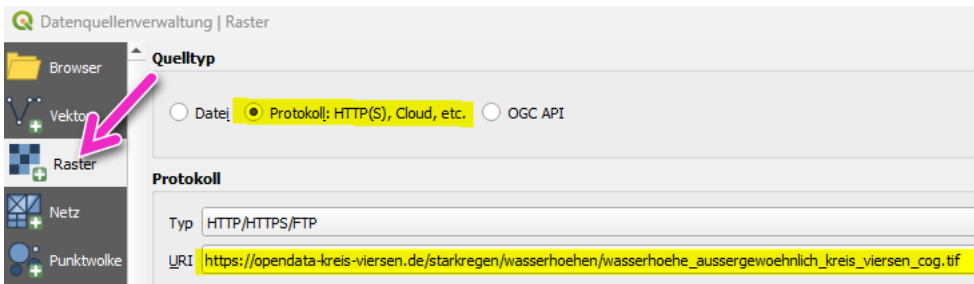 Datenquellenverwaltung | Raster
Browser
Vektor
Raster
Netz
Punktwolke
Quelltyp
Datei Protokoll: HTTP(S), Cloud, etc. OGC API
Protokoll
Typ HTTP/HTTPS/FTP
URI https://opendata-kreis-viersen.de/starkregen/wasserhoehen/wasserhoehe_aussergewoehnlich_kreis_viersen_cog.tif